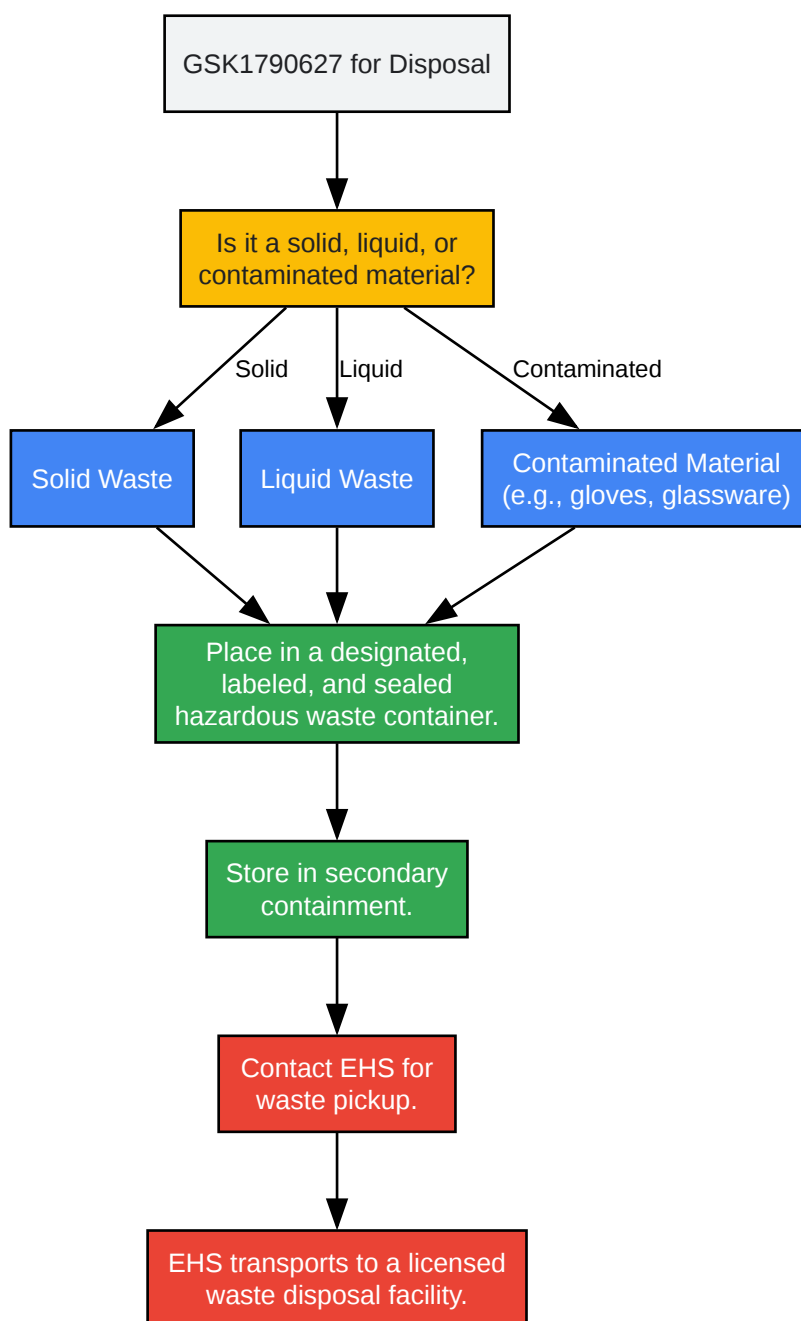 GSK1790627 for Disposal
Is it a solid, liquid, or
contaminated material?
Solid
Liquid
Contaminated
Solid Waste
Liquid Waste
Contaminated Material
(e.g., gloves, glassware)
Place in a designated,
labeled, and sealed
hazardous waste container.
Store in secondary
containment.
Contact EHS for
waste pickup.
EHS transports to a licensed
waste disposal facility.